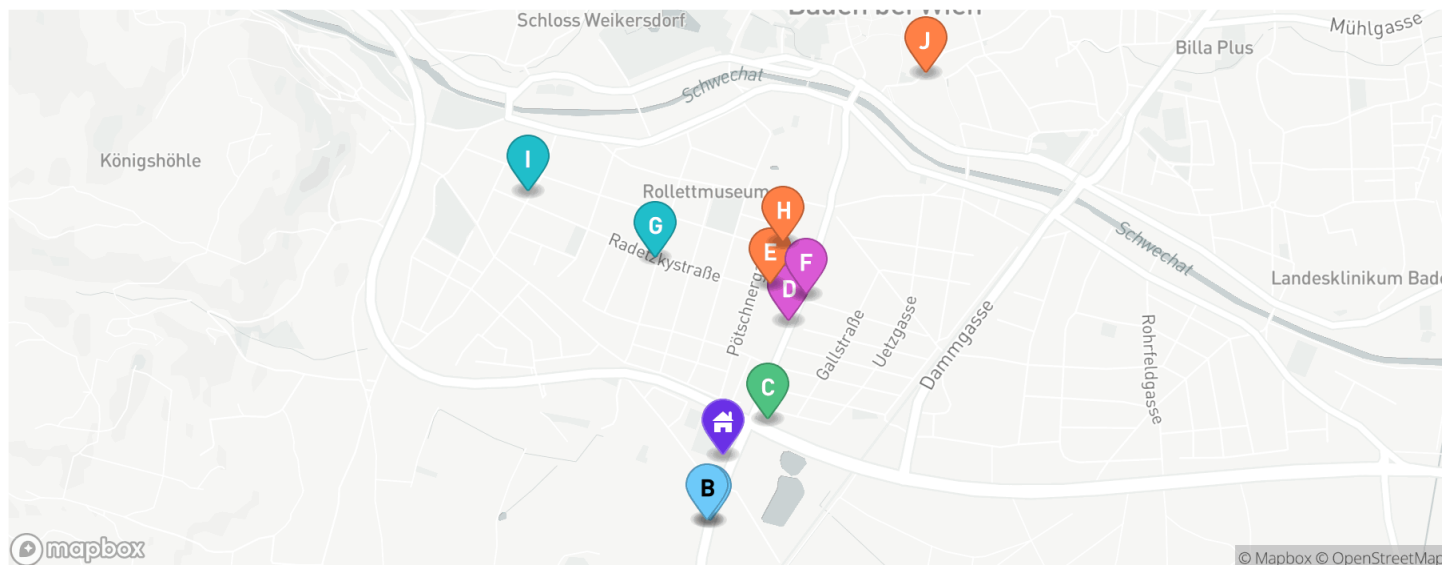 Baden bei Wien
Schloss Weikersdorf
Mühlgasse
J
Billa Plus
Schwechat
Königshöhle
I
Rollettmuseum
H
G
Radetzkystraße
E
F
D
Schwechat
Landesklinikum Bade
Pötschnerg
Gallstraße
Uetzgasse
Dammgasse
Rohrfeldgasse
C
B
mapbox
© Mapbox © OpenStreetMap